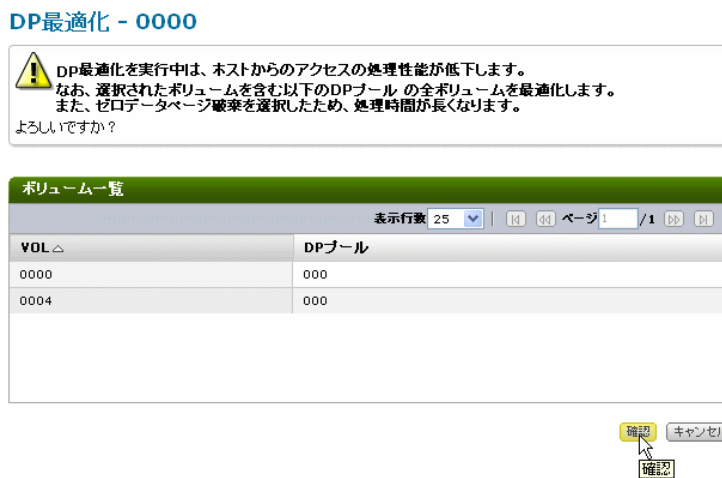 DP最適化 - 0000
DP最適化を実行中は、ホストからのアクセスの処理性能が低下します。
なお、選択されたボリュームを含む以下のDPプール の全ボリュームを最適化します。
また、ゼロデータページ破棄を選択したため、処理時間が長くなります。
よろしいですか？
ボリューム一覧
表示行数 25 ページ 1 /1
VOL DPプール
0000 000
0004 000
確認 キャンセル
確認